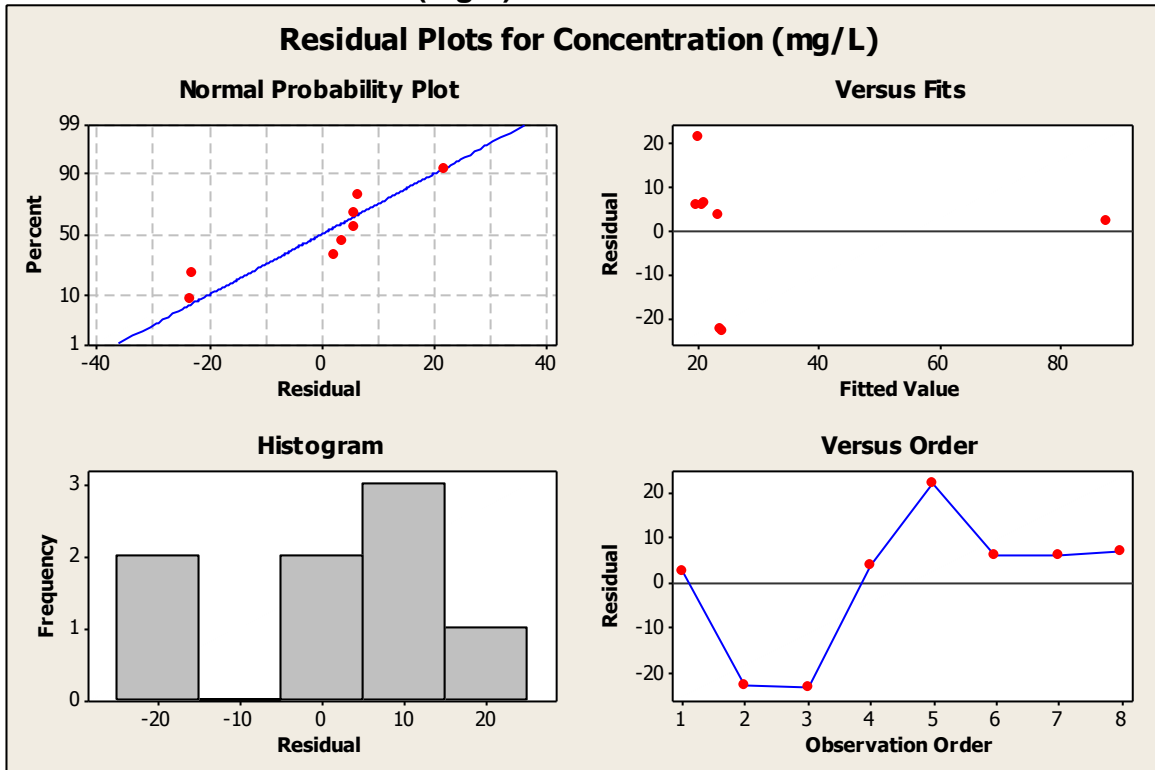 Residual Plots for Concentration (mg/L)
Normal Probability Plot
99
90
50
10
1
Percent
-40 -20 0 20 40
Residual
Versus Fits
20
10
0
-10
-20
Residual
20 40 60 80
Fitted Value
Histogram
3
2
1
0
Frequency
-20 -10 0 10 20
Residual
Versus Order
20
10
0
-10
-20
Residual
1 2 3 4 5 6 7 8
Observation Order